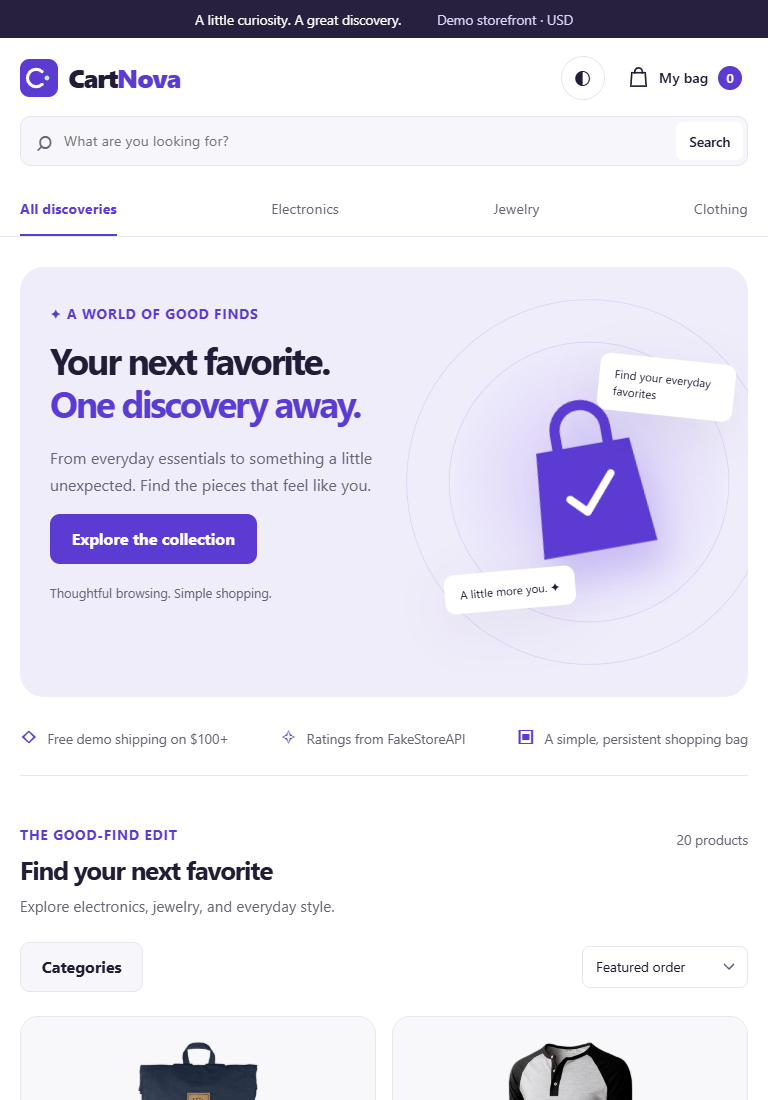 A little curiosity. A great discovery. Demo storefront · USD
CartNova
My bag 0
What are you looking for? Search
All discoveries Electronics Jewelry Clothing
✦ A WORLD OF GOOD FINDS
Your next favorite.
One discovery away.
From everyday essentials to something a little
unexpected. Find the pieces that feel like you.
Explore the collection
Thoughtful browsing. Simple shopping.
Find your everyday
favorites
A little more you. ✦
Free demo shipping on $100+ Ratings from FakeStoreAPI A simple, persistent shopping bag
THE GOOD-FIND EDIT
20 products
Find your next favorite
Explore electronics, jewelry, and everyday style.
Categories Featured order